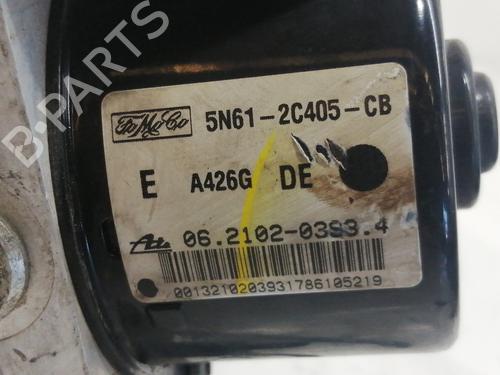 B-PARTS
FoMoCo 5N61-2C405-CB
E A426G DE
Ate 06.2102-0393.4
0013210203931786105219